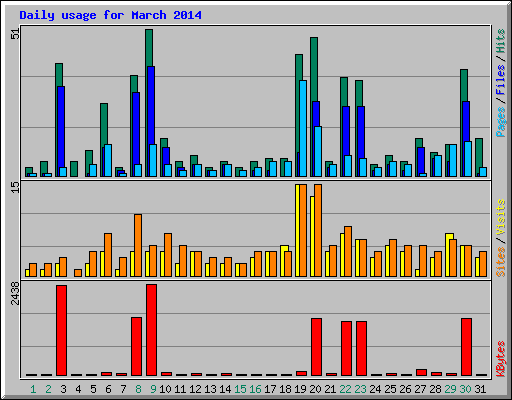 Daily usage for March 2014
51
Pages / Files / Hits
15
Sites / Visits
2438
KBytes
1 2 3 4 5 6 7 8 9 10 11 12 13 14 15 16 17 18 19 20 21 22 23 24 25 26 27 28 29 30 31